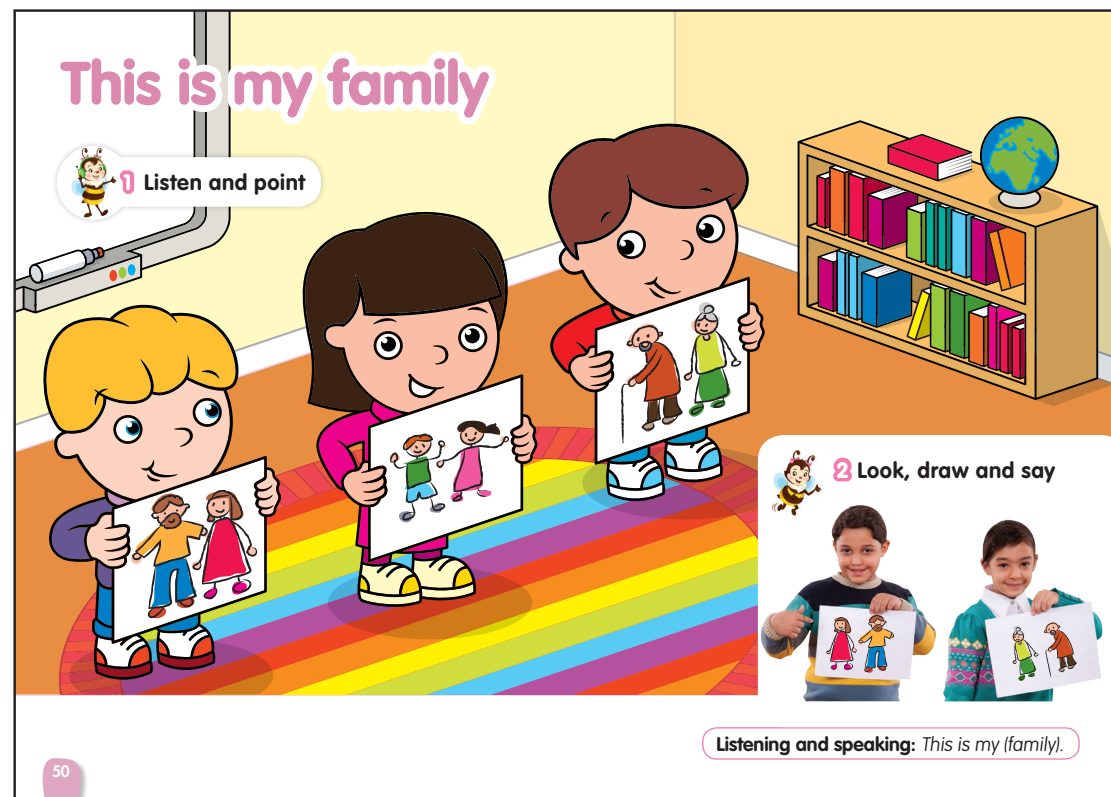 This is my family
1 Listen and point
2 Look, draw and say
Listening and speaking: This is my (family).
50